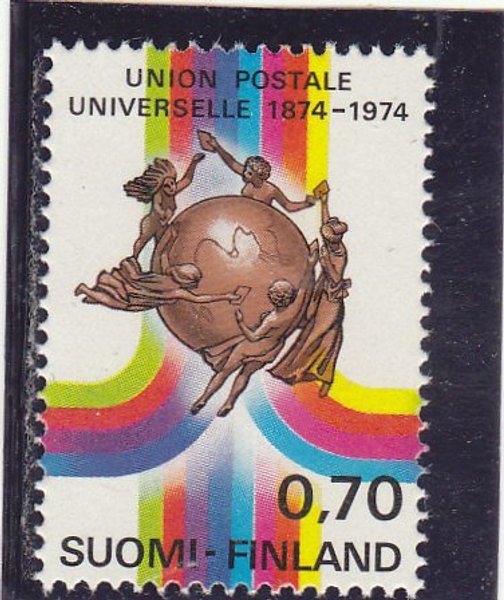 UNION POSTALE
UNIVERSELLE 1874-1974
0,70
SUOMI-FINLAND